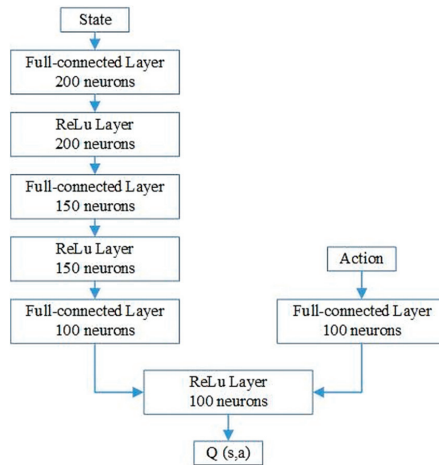 State
Full-connected Layer
200 neurons
ReLu Layer
200 neurons
Full-connected Layer
150 neurons
ReLu Layer
150 neurons
Full-connected Layer
100 neurons
Action
Full-connected Layer
100 neurons
ReLu Layer
100 neurons
Q (s,a)